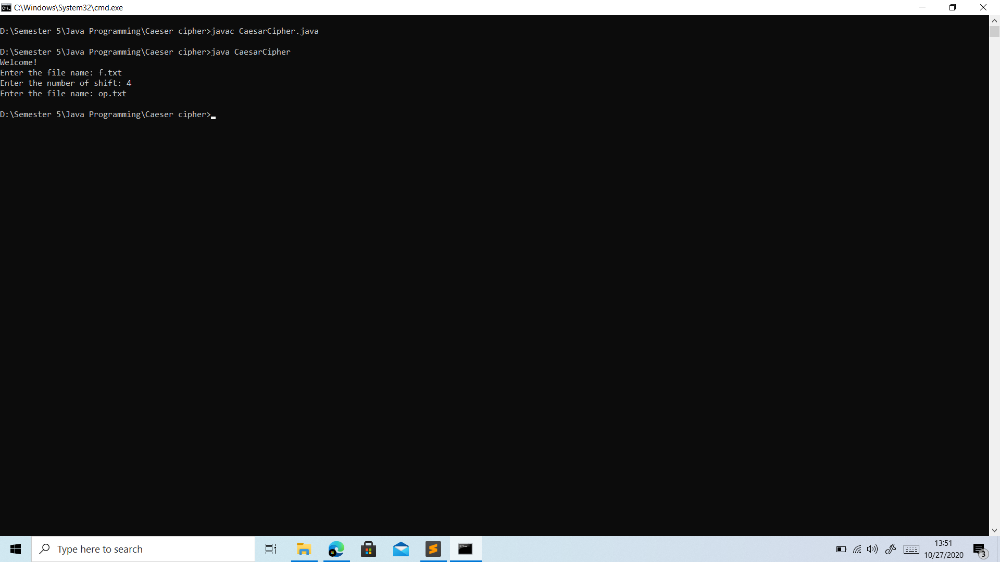 C:\Windows\System32\cmd.exe
D:\Semester 5\Java Programming\Caeser cipher>javac CaesarCipher.java
D:\Semester 5\Java Programming\Caeser cipher>java CaesarCipher
Welcome!
Enter the file name: f.txt
Enter the number of shift: 4
Enter the file name: op.txt
D:\Semester 5\Java Programming\Caeser cipher>
Type here to search
13:51
10/27/2020
3